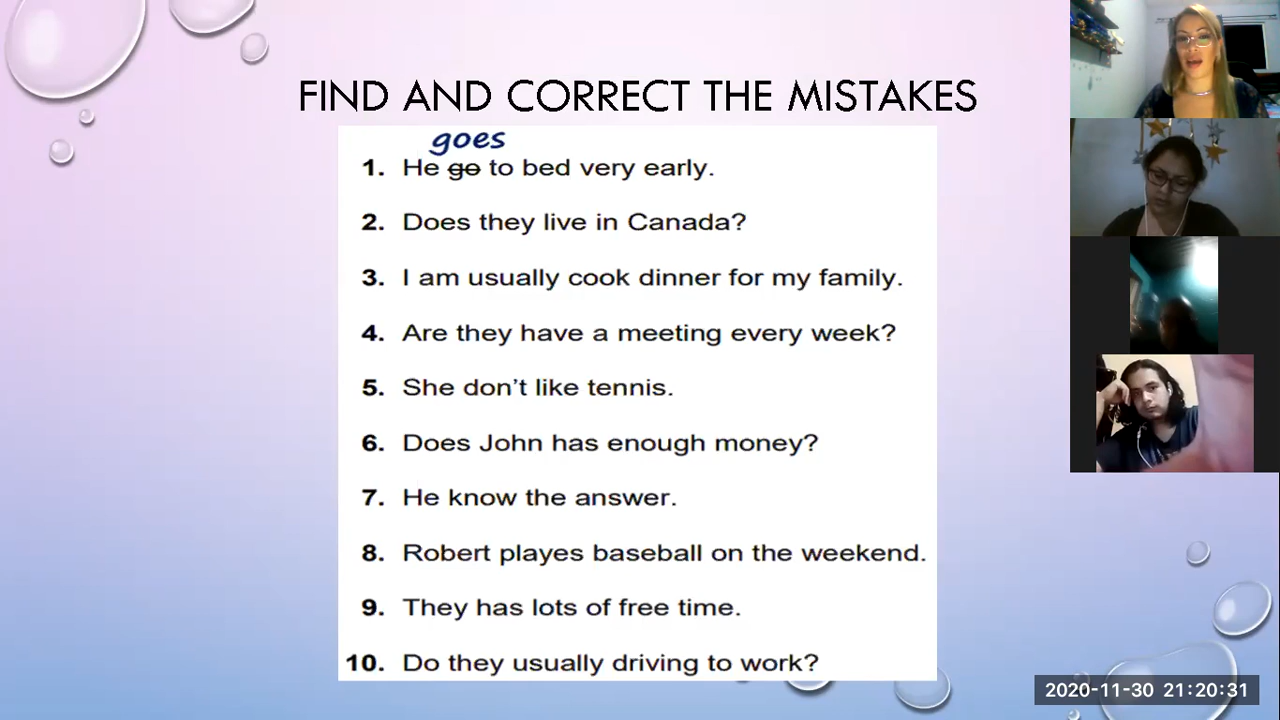 FIND AND CORRECT THE MISTAKES
goes
1. He go to bed very early.
2. Does they live in Canada?
3. I am usually cook dinner for my family.
4. Are they have a meeting every week?
5. She don't like tennis.
6. Does John has enough money?
7. He know the answer.
8. Robert playes baseball on the weekend.
9. They has lots of free time.
10. Do they usually driving to work?
2020-11-30 21:20:31